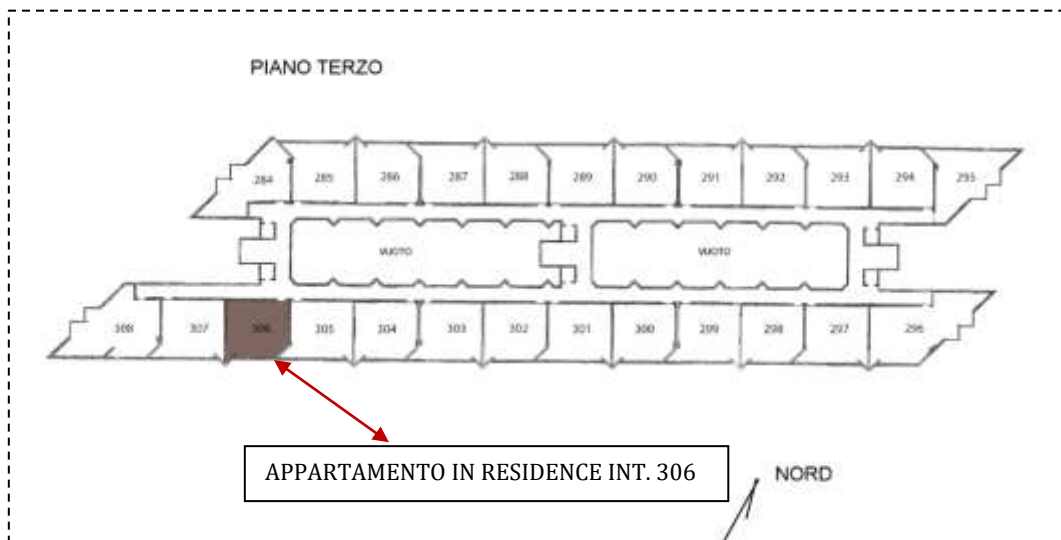 PIANO TERZO
284 285 286 287 288 289 290 291 292 293 294 295
VUOTO VUOTO
308 307 306 305 304 303 302 301 300 299 298 297 296
APPARTAMENTO IN RESIDENCE INT. 306
NORD